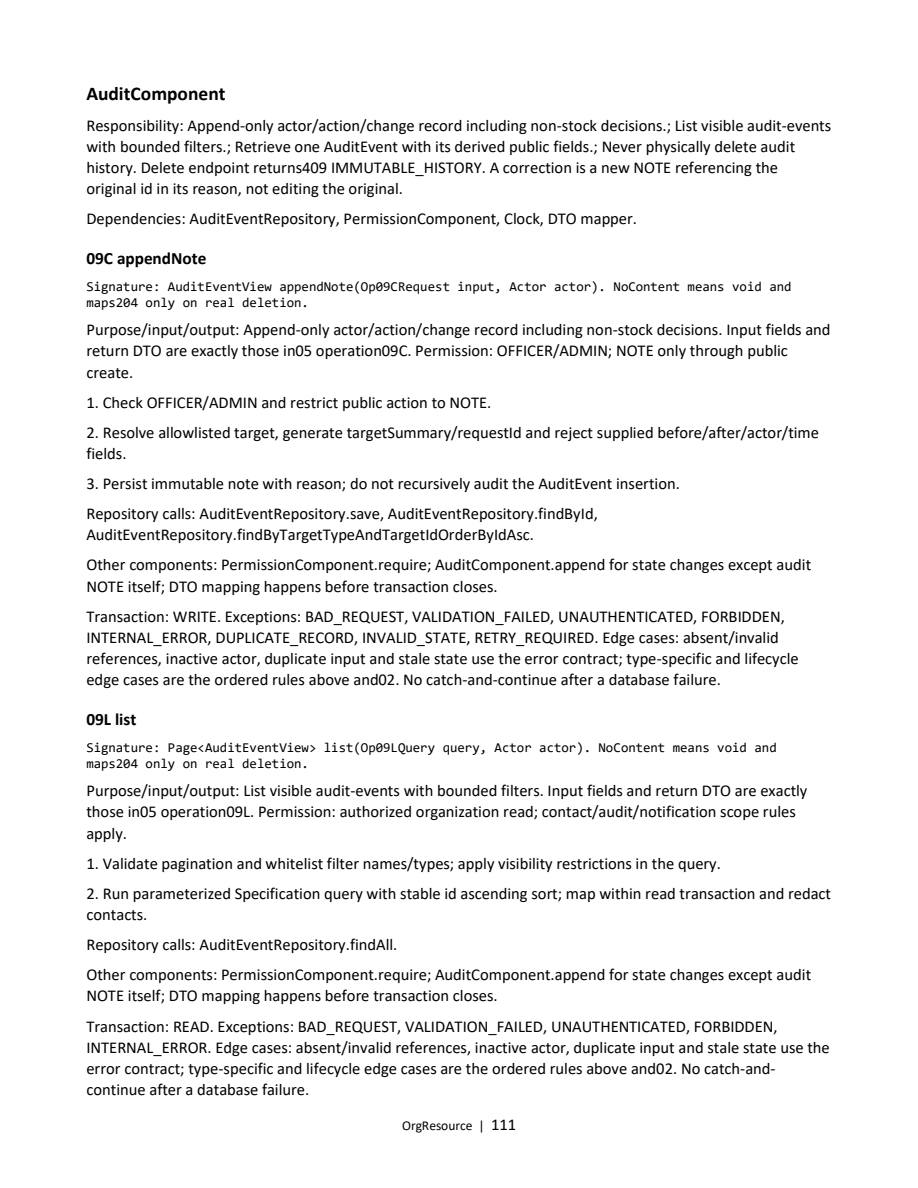 AuditComponent
Responsibility: Append-only actor/action/change record including non-stock decisions.; List visible audit-events
with bounded filters.; Retrieve one AuditEvent with its derived public fields.; Never physically delete audit
history. Delete endpoint returns409 IMMUTABLE_HISTORY. A correction is a new NOTE referencing the
original id in its reason, not editing the original.
Dependencies: AuditEventRepository, PermissionComponent, Clock, DTO mapper.
09C appendNote
Signature: AuditEventView appendNote(Op09CRequest input, Actor actor). NoContent means void and
maps204 only on real deletion.
Purpose/input/output: Append-only actor/action/change record including non-stock decisions. Input fields and
return DTO are exactly those in05 operation09C. Permission: OFFICER/ADMIN; NOTE only through public
create.
1. Check OFFICER/ADMIN and restrict public action to NOTE.
2. Resolve allowlisted target, generate targetSummary/requestId and reject supplied before/after/actor/time
fields.
3. Persist immutable note with reason; do not recursively audit the AuditEvent insertion.
Repository calls: AuditEventRepository.save, AuditEventRepository.findById,
AuditEventRepository.findByTargetTypeAndTargetIdOrderByIdAsc.
Other components: PermissionComponent.require; AuditComponent.append for state changes except audit
NOTE itself; DTO mapping happens before transaction closes.
Transaction: WRITE. Exceptions: BAD_REQUEST, VALIDATION_FAILED, UNAUTHENTICATED, FORBIDDEN,
INTERNAL_ERROR, DUPLICATE_RECORD, INVALID_STATE, RETRY_REQUIRED. Edge cases: absent/invalid
references, inactive actor, duplicate input and stale state use the error contract; type-specific and lifecycle
edge cases are the ordered rules above and02. No catch-and-continue after a database failure.
09L list
Signature: Page<AuditEventView> list(Op09LQuery query, Actor actor). NoContent means void and
maps204 only on real deletion.
Purpose/input/output: List visible audit-events with bounded filters. Input fields and return DTO are exactly
those in05 operation09L. Permission: authorized organization read; contact/audit/notification scope rules
apply.
1. Validate pagination and whitelist filter names/types; apply visibility restrictions in the query.
2. Run parameterized Specification query with stable id ascending sort; map within read transaction and redact
contacts.
Repository calls: AuditEventRepository.findAll.
Other components: PermissionComponent.require; AuditComponent.append for state changes except audit
NOTE itself; DTO mapping happens before transaction closes.
Transaction: READ. Exceptions: BAD_REQUEST, VALIDATION_FAILED, UNAUTHENTICATED, FORBIDDEN,
INTERNAL_ERROR. Edge cases: absent/invalid references, inactive actor, duplicate input and stale state use the
error contract; type-specific and lifecycle edge cases are the ordered rules above and02. No catch-and-
continue after a database failure.
OrgResource | 111